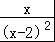 x
(x-2)²